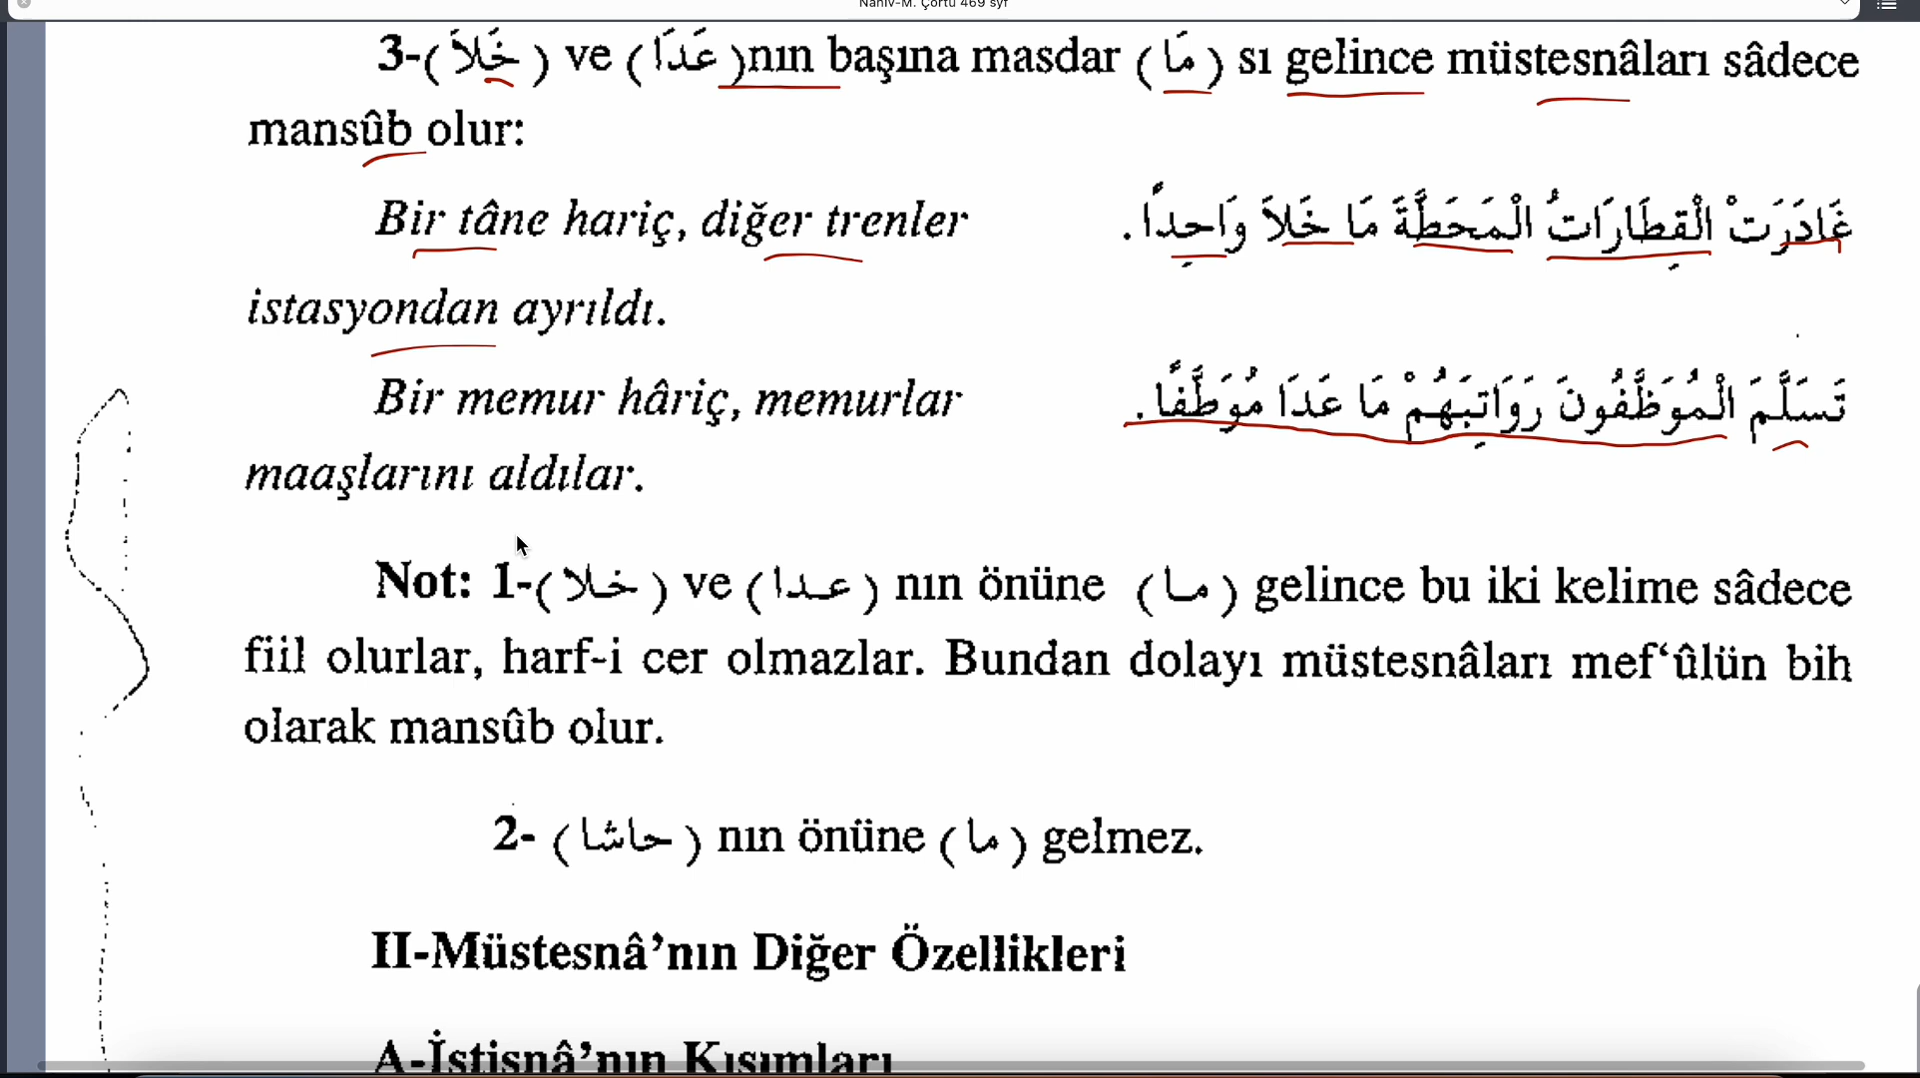 Nahiv-M. Çörtü 469 syf
3-(خَلاَ) ve (عَدَا)nın başına masdar (مَا) sı gelince müstesnâları sâdece
mansûb olur:
Bir tâne hariç, diğer trenler
غَادَرَتْ الْقِطَارَاتُ الْمَحَطَّةَ مَا خَلاَ وَاحِداً.
istasyondan ayrıldı.
Bir memur hâriç, memurlar
تَسَلَّمَ الْمُوَظَّفُونَ رَوَاتِبَهُمْ مَا عَدَا مُوَظَّفًا.
maaşlarını aldılar.
Not: 1-(خلا) ve (عدا) nın önüne (ما) gelince bu iki kelime sâdece
fiil olurlar, harf-i cer olmazlar. Bundan dolayı müstesnâları mef‘ûlün bih
olarak mansûb olur.
2- (حاشا) nın önüne (ما) gelmez.
II-Müstesnâ’nın Diğer Özellikleri
A-İstisnâ’nın Kısımları